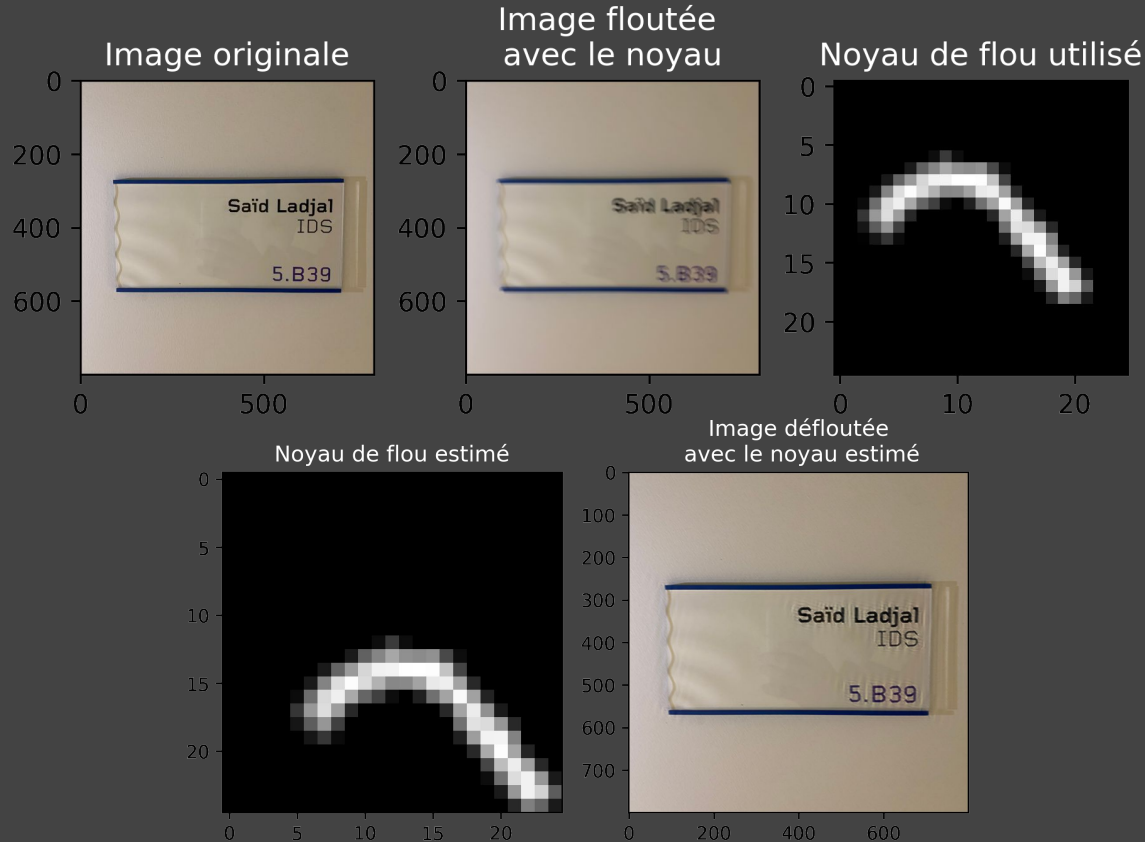 Image originale
Image floutée
avec le noyau
Noyau de flou utilisé
0
200
400
600
0
500
Saïd Ladjal
IDS
5.B39
0
200
400
600
0
500
Saïd Ladjal
IDS
5.B39
0
5
10
15
20
0
10
20
Noyau de flou estimé
Image défloutée
avec le noyau estimé
0
5
10
15
20
0
5
10
15
20
0
100
200
300
400
500
600
700
0
200
400
600
Saïd Ladjal
IDS
5.B39